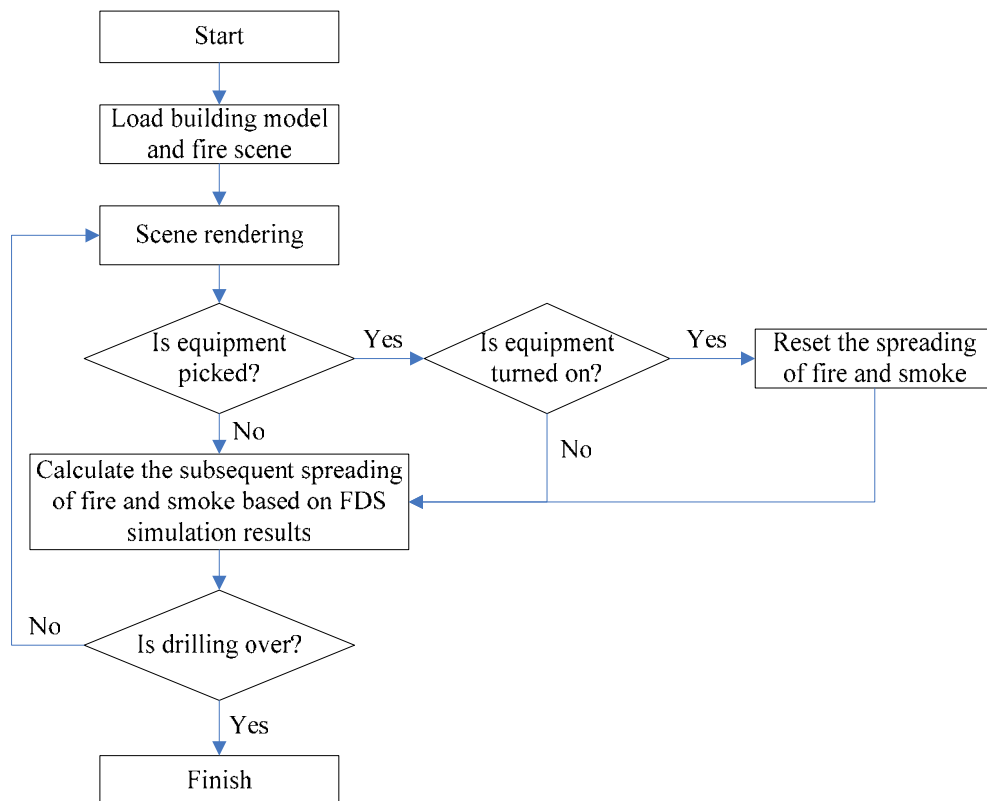 Start
Load building model
and fire scene
Scene rendering
Is equipment
picked?
Yes
Is equipment
turned on?
Yes
Reset the spreading
of fire and smoke
No
No
Calculate the subsequent spreading
of fire and smoke based on FDS
simulation results
No
Is drilling over?
Yes
Finish